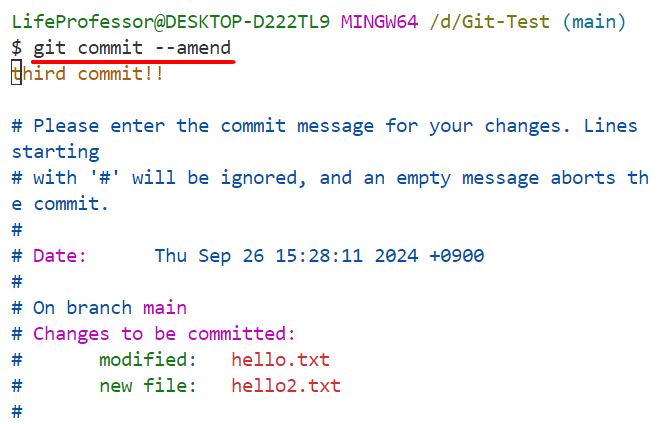 LifeProfessor@DESKTOP-D222TL9 MINGW64 /d/Git-Test (main)
$ git commit --amend
third commit!!
# Please enter the commit message for your changes. Lines
starting
# with '#' will be ignored, and an empty message aborts th
e commit.
#
# Date:      Thu Sep 26 15:28:11 2024 +0900
#
# On branch main
# Changes to be committed:
#       modified:   hello.txt
#       new file:   hello2.txt
#